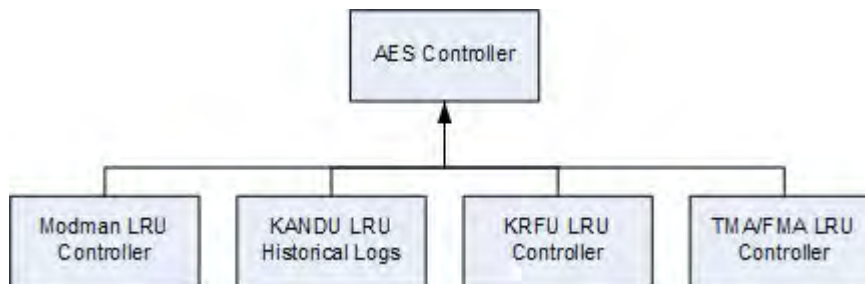 AES Controller
Modman LRU
Controller
KANDU LRU
Historical Logs
KRFU LRU
Controller
TMA/FMA LRU
Controller